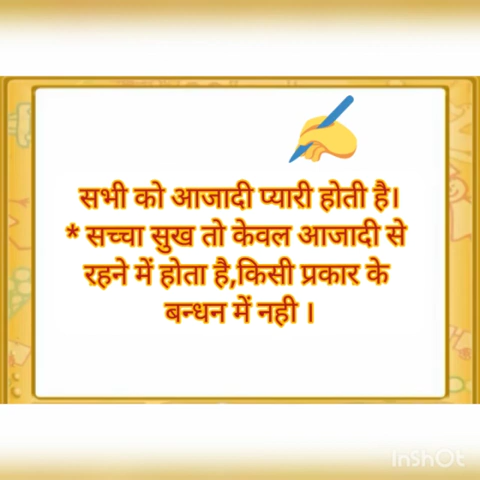 सभी को आजादी प्यारी होती है।
* सच्चा सुख तो केवल आजादी से
रहने में होता है,किसी प्रकार के
बन्धन में नही ।
InShOt